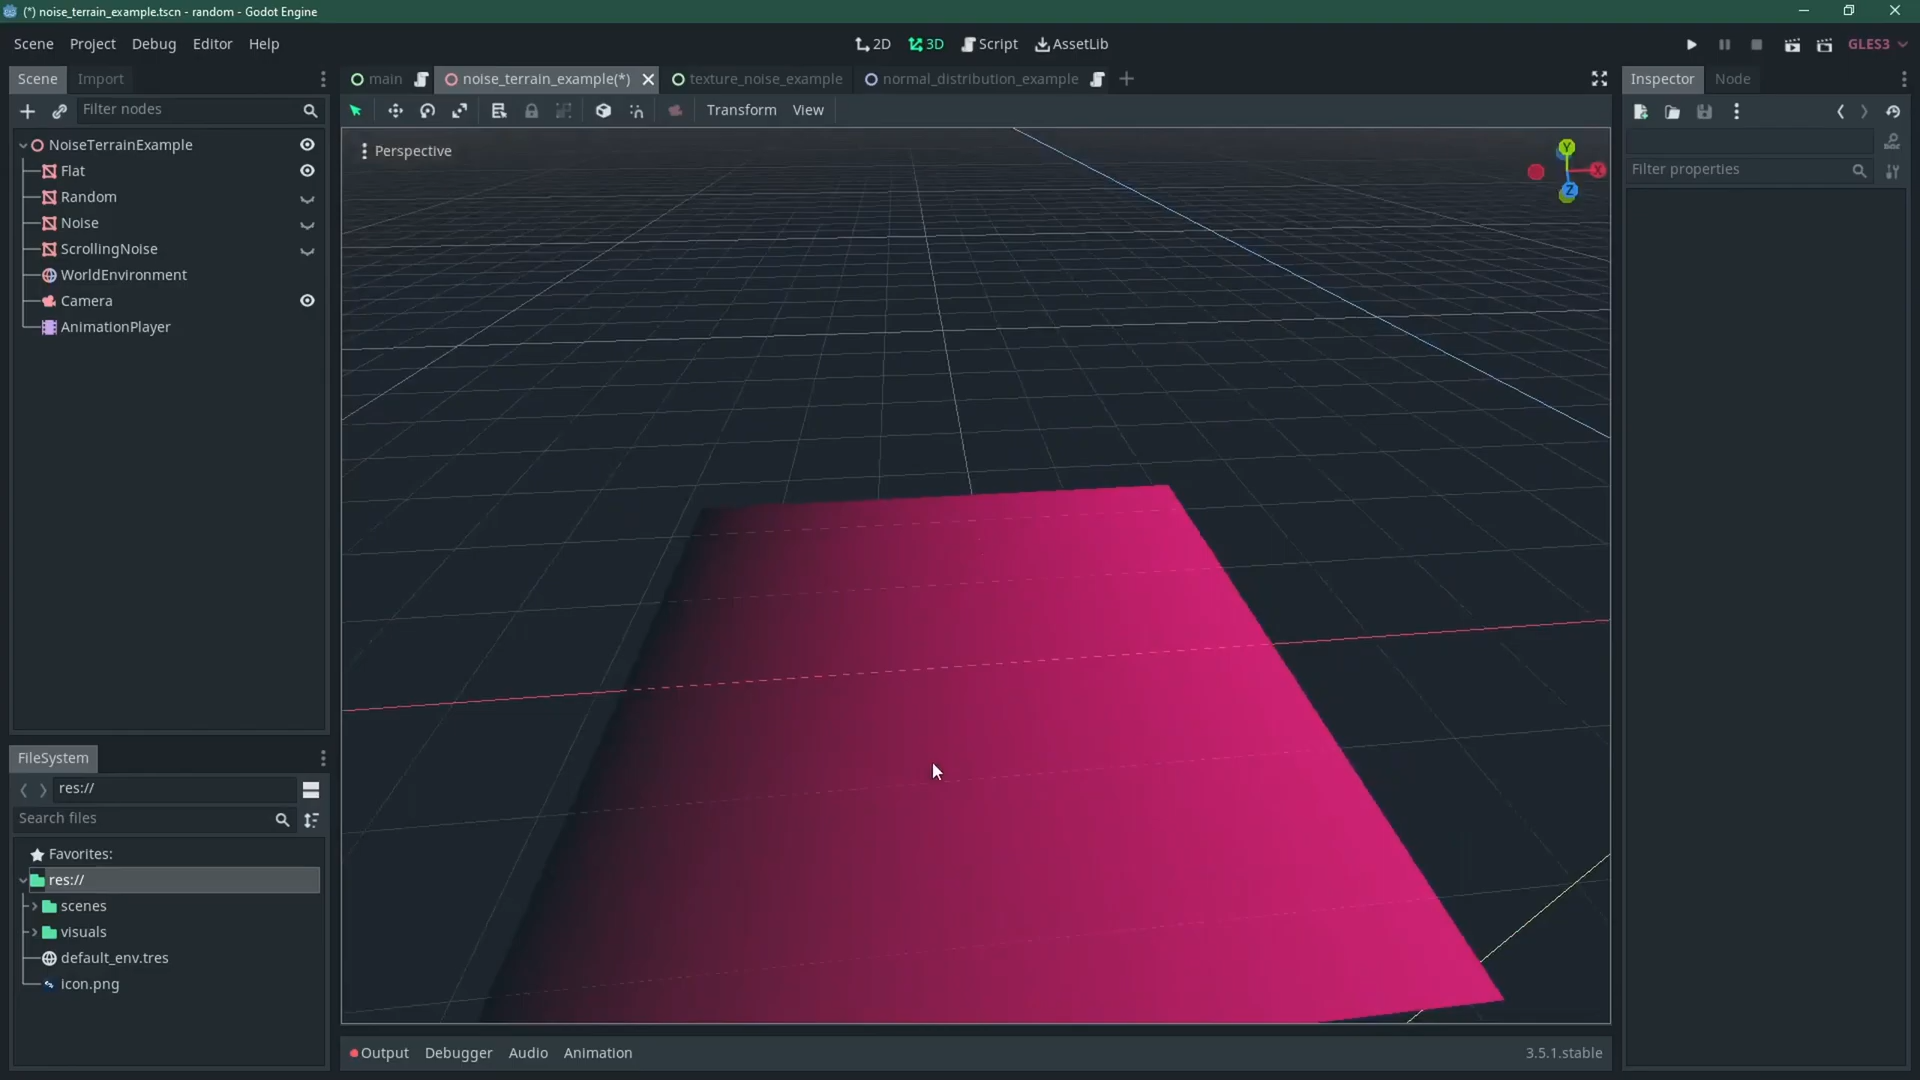 (*) noise_terrain_example.tscn - random - Godot Engine
Scene Project Debug Editor Help
2D 3D Script AssetLib
GLES3
Scene Import
main noise_terrain_example(*) texture_noise_example normal_distribution_example
Inspector Node
Filter nodes
Transform View
Perspective
Y
X
Z
Filter properties
NoiseTerrainExample
Flat
Random
Noise
ScrollingNoise
WorldEnvironment
Camera
AnimationPlayer
FileSystem
res://
Search files
Favorites:
res://
scenes
visuals
default_env.tres
icon.png
Output Debugger Audio Animation
3.5.1.stable